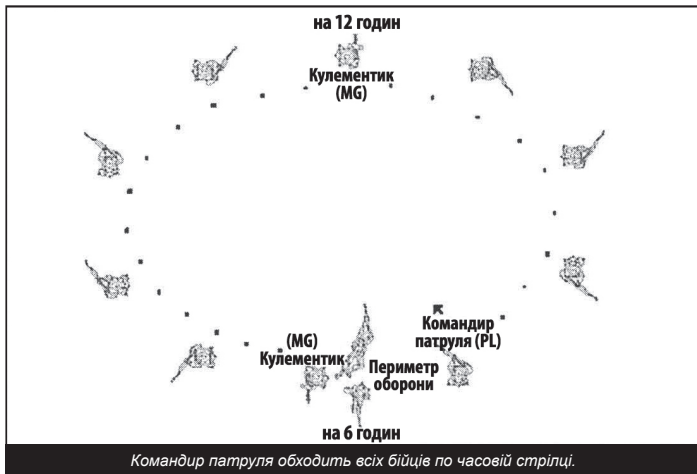 на 12 годин
Кулементик
(MG)
(MG)
Кулементик
Командир
патруля (PL)
Периметр
оборони
на 6 годин
Командир патруля обходить всіх бійців по часовій стрілці.